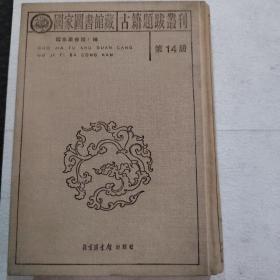 國家圖書館藏古籍題跋叢刊
國家圖書館 編
GUO JIA TU SHU GUAN CANG
GU JI TI BA CONG KAN
第14册
北京圖書館出版社